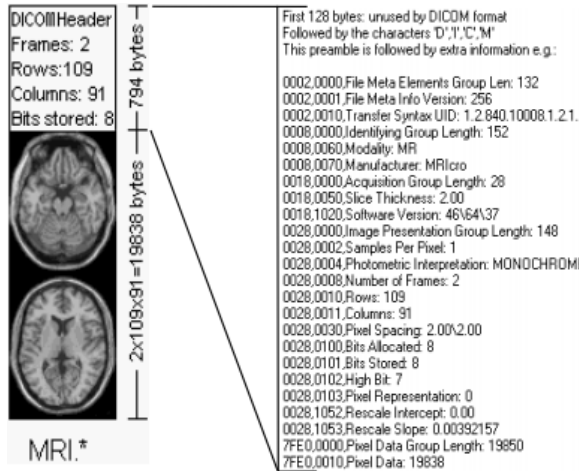 DICOM Header
Frames: 2
Rows:109
Columns: 91
Bits stored: 8
794 bytes
2x109x91=19838 bytes
MRI.*
First 128 bytes: unused by DICOM format
Followed by the characters 'D','I','C','M'
This preamble is followed by extra information e.g.:
0002,0000,File Meta Elements Group Len: 132
0002,0001,File Meta Info Version: 256
0002,0010,Transfer Syntax UID: 1.2.840.10008.1.2.1.
0008,0000,Identifying Group Length: 152
0008,0060,Modality: MR
0008,0070,Manufacturer: MRIcro
0018,0000,Acquisition Group Length: 28
0018,0050,Slice Thickness: 2.00
0018,1020,Software Version: 46\64\37
0028,0000,Image Presentation Group Length: 148
0028,0002,Samples Per Pixel: 1
0028,0004,Photometric Interpretation: MONOCHROM
0028,0008,Number of Frames: 2
0028,0010,Rows: 109
0028,0011,Columns: 91
0028,0030,Pixel Spacing: 2.00\2.00
0028,0100,Bits Allocated: 8
0028,0101,Bits Stored: 8
0028,0102,High Bit: 7
0028,0103,Pixel Representation: 0
0028,1052,Rescale Intercept: 0.00
0028,1053,Rescale Slope: 0.00392157
7FE0,0000,Pixel Data Group Length: 19850
7FE0,0010,Pixel Data: 19838